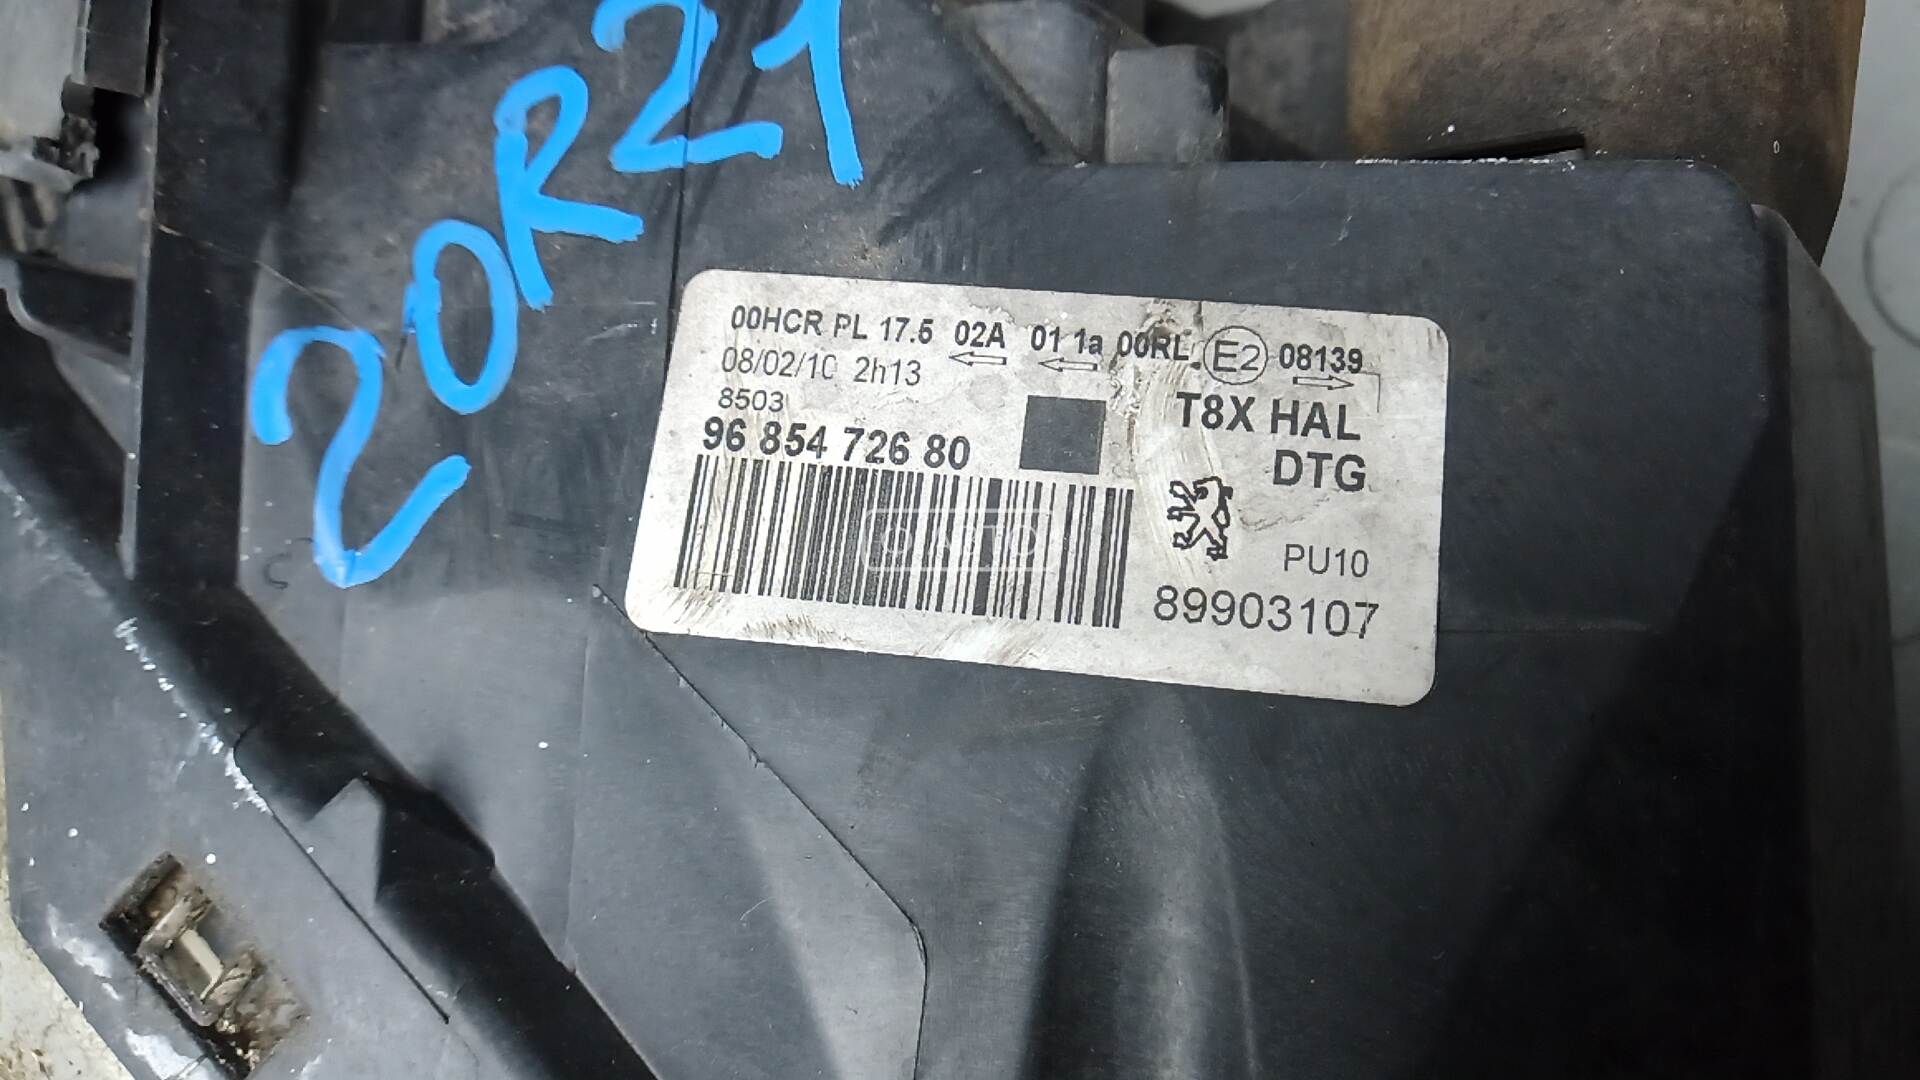 20R21
00HCR PL 17.5 02A 01 1a 00RL E2 08139
08/02/10 2h13
8503
T8X HAL
96 854 726 80
DTG
PU10
89903107